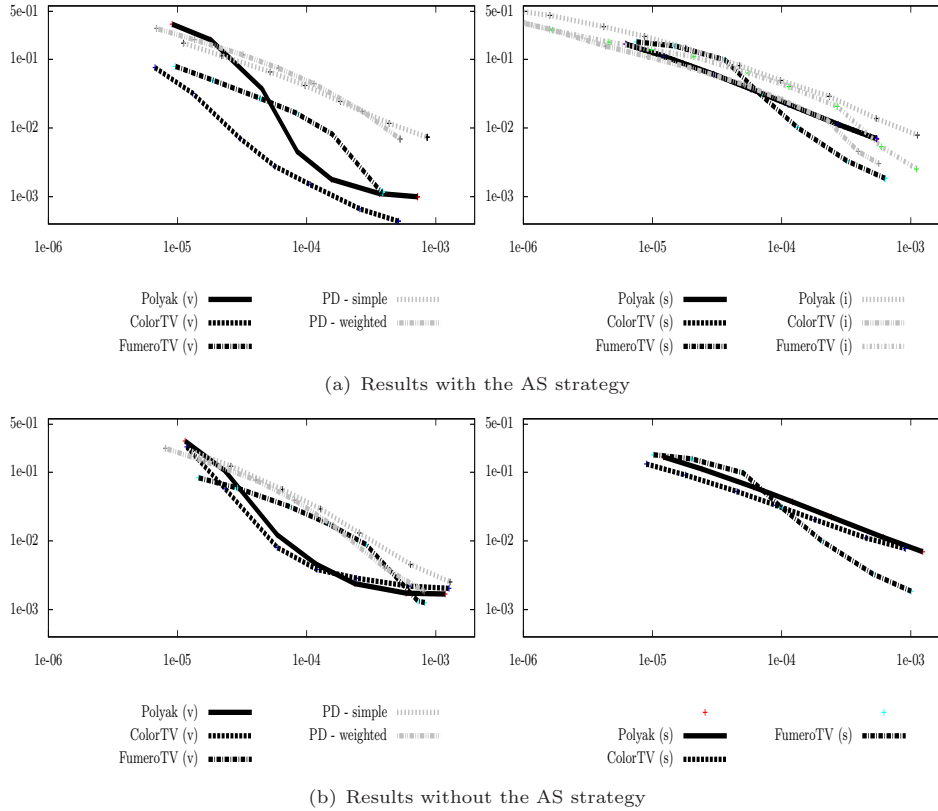 5e-01
1e-01
1e-02
1e-03
1e-06 1e-05 1e-04 1e-03
Polyak (v) PD - simple
ColorTV (v) PD - weighted
FumeroTV (v)
5e-01
1e-01
1e-02
1e-03
1e-06 1e-05 1e-04 1e-03
Polyak (s) Polyak (i)
ColorTV (s) ColorTV (i)
FumeroTV (s) FumeroTV (i)
(a) Results with the AS strategy
5e-01
1e-01
1e-02
1e-03
1e-06 1e-05 1e-04 1e-03
Polyak (v) PD - simple
ColorTV (v) PD - weighted
FumeroTV (v)
5e-01
1e-01
1e-02
1e-03
1e-06 1e-05 1e-04 1e-03
Polyak (s) FumeroTV (s)
ColorTV (s)
(b) Results without the AS strategy